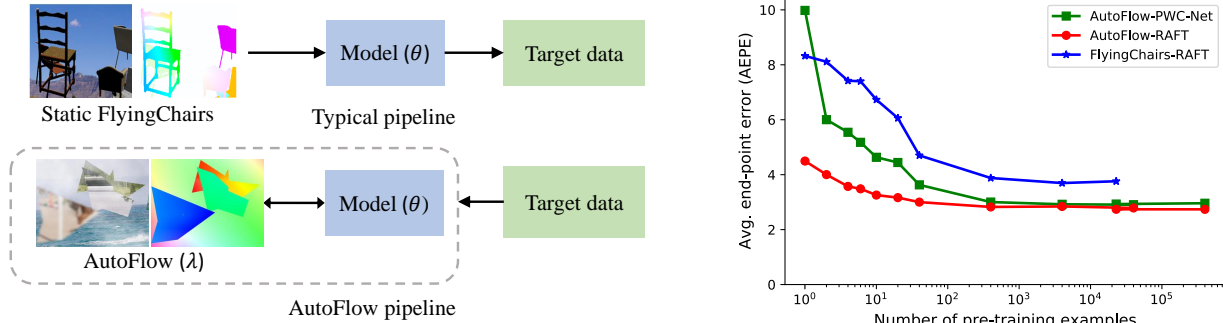 Model (θ)
Target data
Static FlyingChairs
Typical pipeline
Model (θ)
Target data
AutoFlow (λ)
AutoFlow pipeline
Avg. end-point error (AEPE)
10
8
6
4
2
0
AutoFlow-PWC-Net
AutoFlow-RAFT
FlyingChairs-RAFT
10⁰
10¹
10²
10³
10⁴
10⁵
Number of pre-training examples